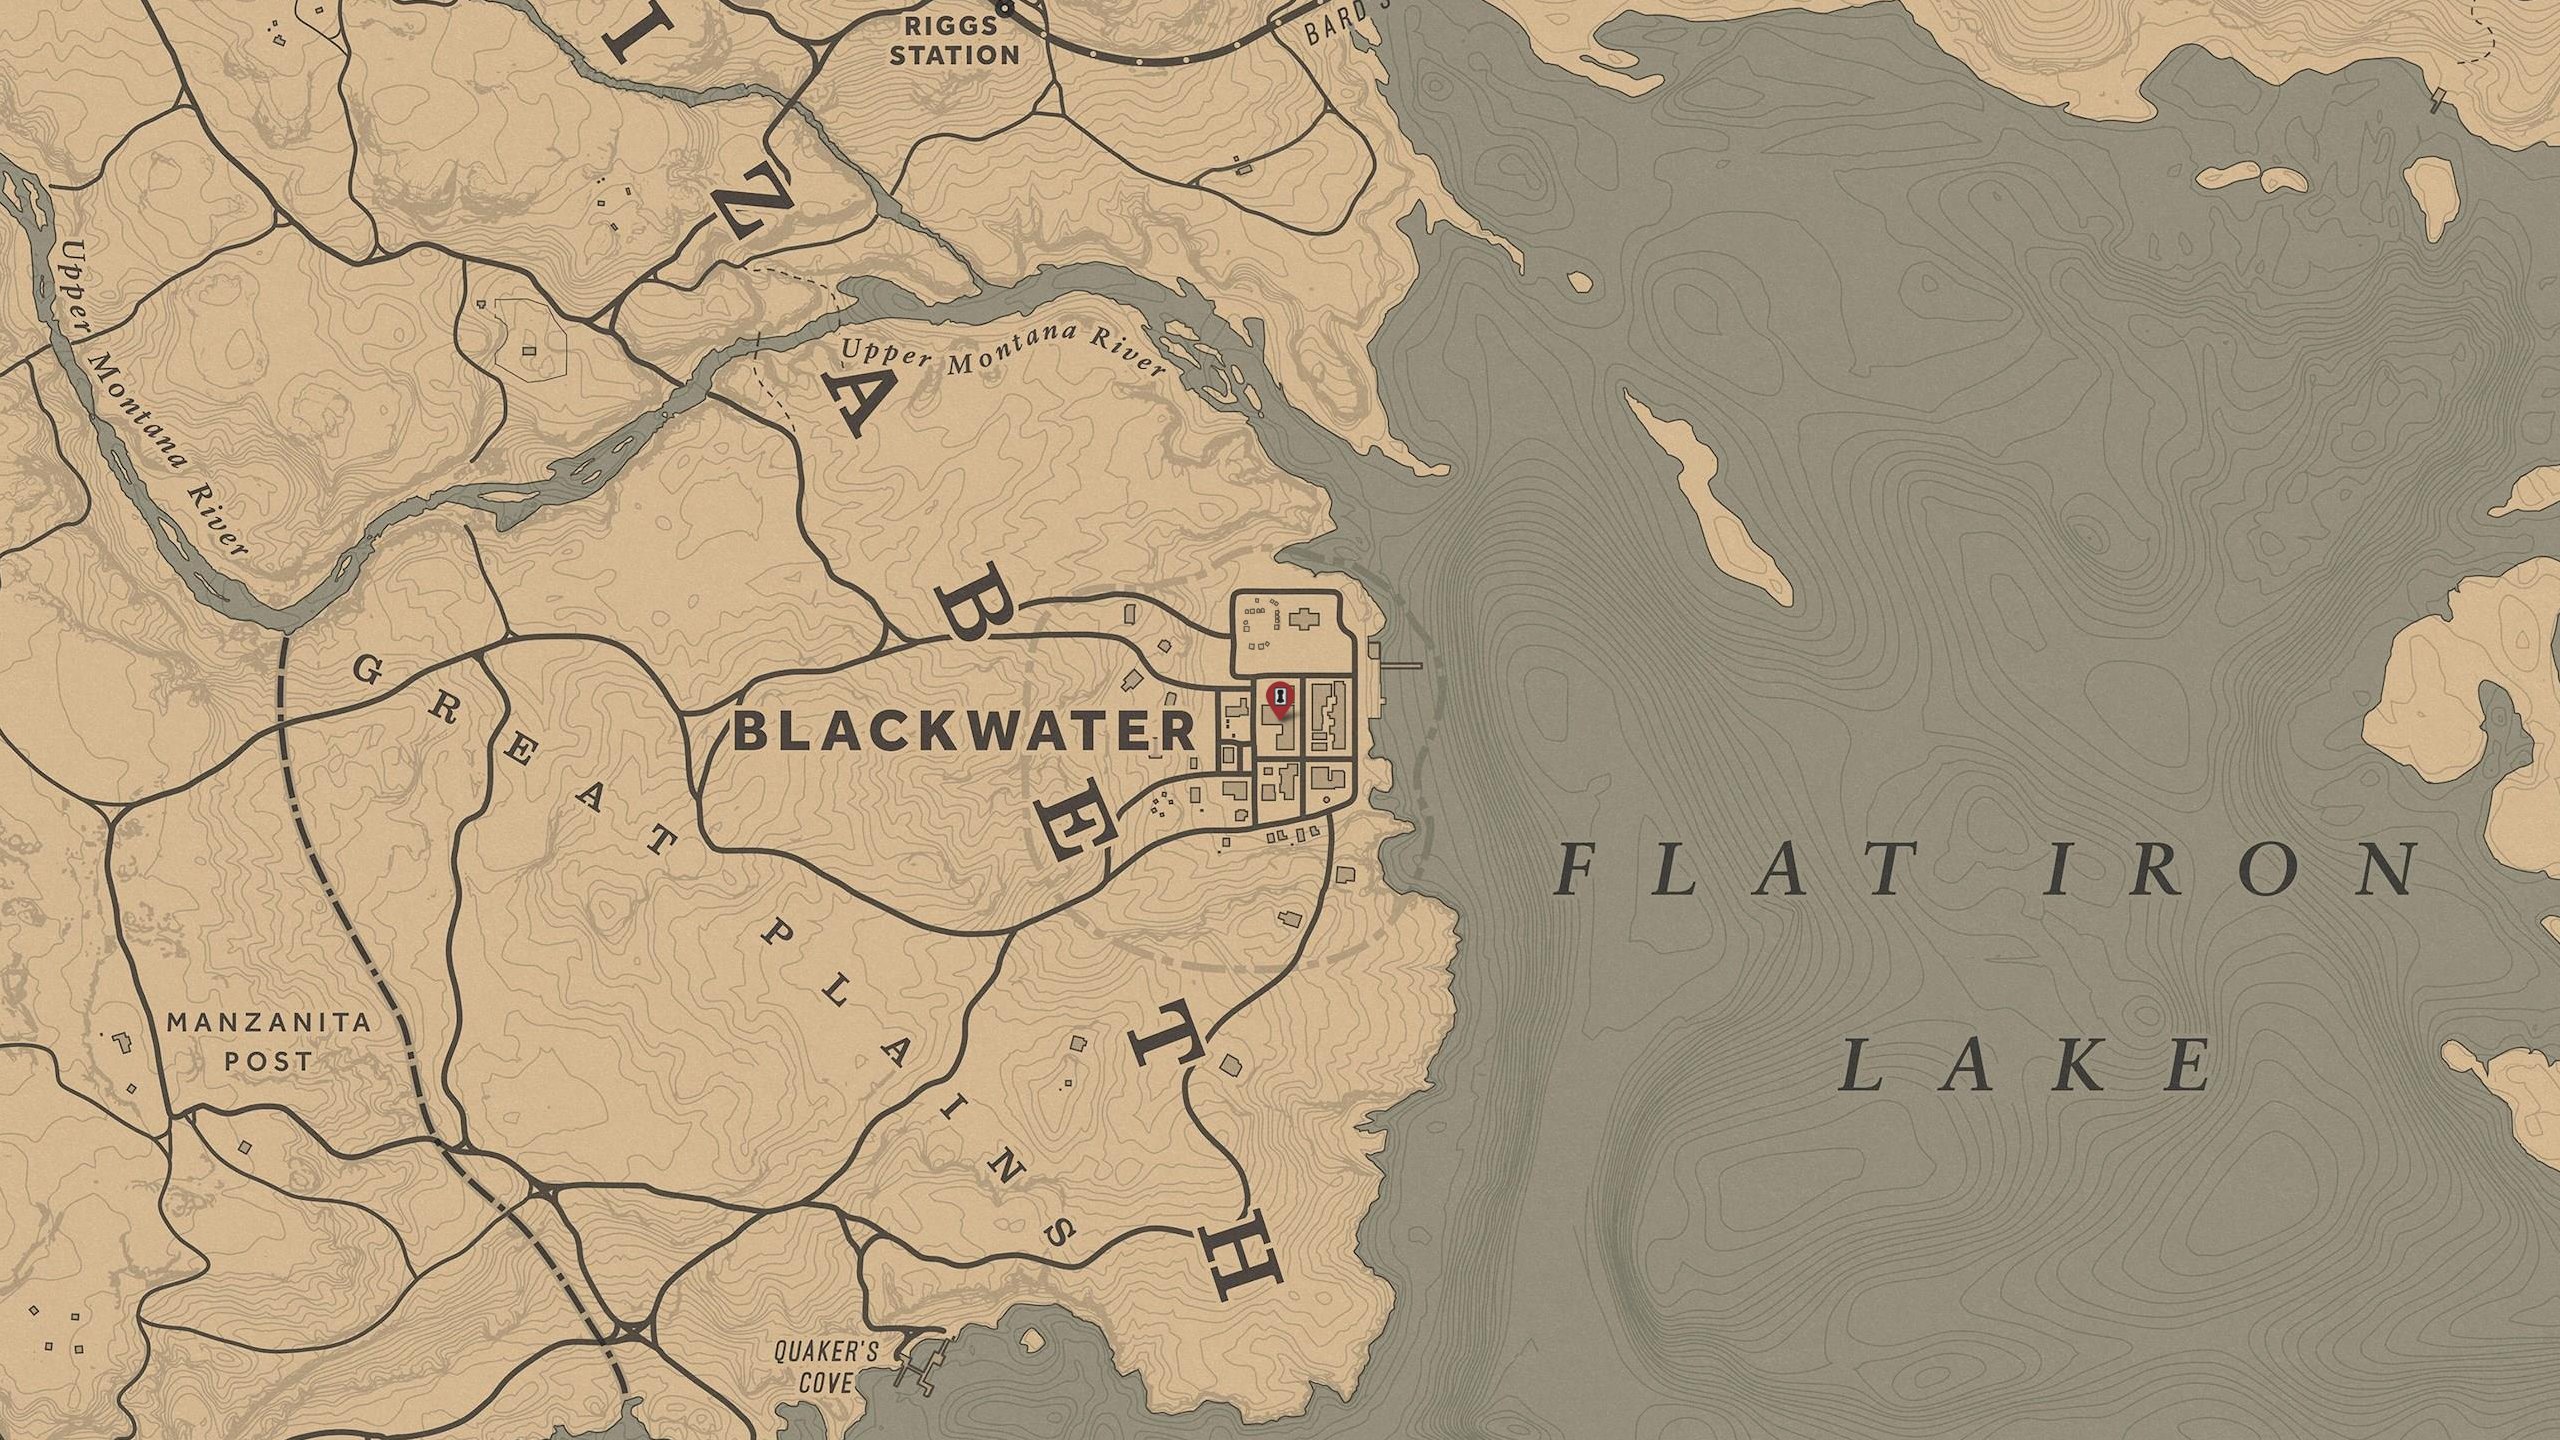 RIGGS
STATION
BARD'S
I
Z
A
B
E
T
H
Upper Montana River
Upper Montana River
BLACKWATER
GREAT PLAINS
FLAT IRON
LAKE
MANZANITA
POST
QUAKER'S
COVE